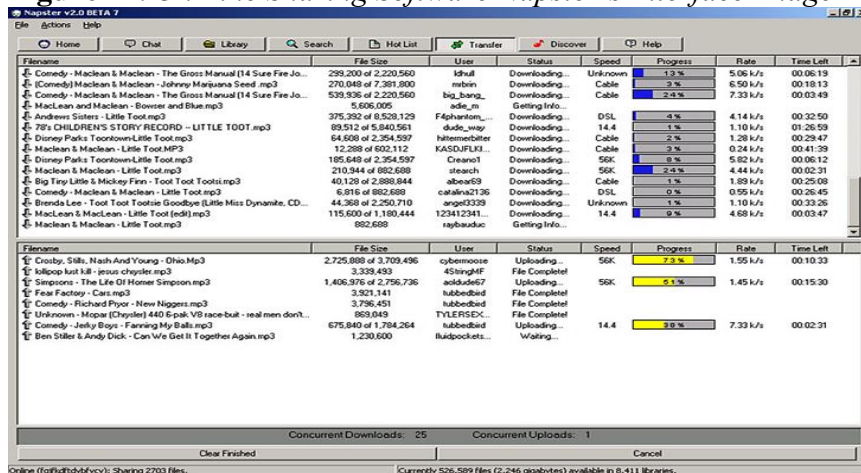 Napster v2.0 BETA 7
File Actions Help
Home Chat Library Search Hot List Transfer Discover Help
Filename File Size User Status Speed Progress Rate Time Left
Comedy - Maclean & Maclean - The Gross Manual (14 Sure Fire Jo... 299,200 of 2,220,560 ldhull Downloading... Unknown 13 % 5.06 k/s 00:06:19
(Comedy) Maclean & Maclean - Johnny Marijuana Seed .mp3 270,048 of 7,381,800 mrbrin Downloading... Cable 3 % 6.50 k/s 00:18:13
Comedy - Maclean & Maclean - The Gross Manual (14 Sure Fire Jo... 539,936 of 2,220,560 big_bang_ Downloading... Cable 24 % 7.33 k/s 00:03:49
MacLean and Maclean - Bowser and Blue.mp3 5,606,005 adie_m Getting Info...
Andrews Sisters - Little Toot.mp3 375,392 of 8,528,129 F4phantom_... Downloading... DSL 4 % 4.14 k/s 00:32:50
78's CHILDREN'S STORY RECORD -- LITTLE TOOT.mp3 89,512 of 5,840,561 dude_way Downloading... 14.4 1 % 1.10 k/s 01:26:59
Disney Parks Toontown-Little Toot.mp3 64,608 of 2,354,597 hittermerbitter Downloading... Cable 2 % 1.28 k/s 00:29:47
Maclean & Maclean - Little Toot.MP3 12,288 of 602,112 KASDJFLKI... Downloading... Cable 3 % 0.24 k/s 00:41:39
Disney Parks Toontown-Little Toot.mp3 185,648 of 2,354,597 Creano1 Downloading... 56K 8 % 5.82 k/s 00:06:12
Maclean & Maclean - Little Toot.mp3 210,944 of 882,688 stearch Downloading... 56K 24 % 4.44 k/s 00:02:31
Big Tiny Little & Mickey Finn - Toot Toot Tootsi.mp3 40,128 of 2,888,844 albear69 Downloading... Cable 1 % 1.89 k/s 00:25:08
Comedy - Maclean & Maclean - Little Toot.mp3 6,816 of 882,688 catalina2136 Downloading... DSL 0 % 0.55 k/s 00:26:45
Brenda Lee - Toot Toot Tootsie Goodbye (Little Miss Dynamite, CD... 44,368 of 2,250,710 angel3339 Downloading... Unknown 1 % 1.10 k/s 00:33:26
MacLean & MacLean - Little Toot (edit).mp3 115,600 of 1,180,444 123412341... Downloading... 14.4 9 % 4.68 k/s 00:03:47
Maclean & Maclean - Little Toot.mp3 882,688 raybauduc Getting Info...
Filename File Size User Status Speed Progress Rate Time Left
Crosby, Stills, Nash And Young - Ohio.Mp3 2,725,888 of 3,709,496 cybermoose Uploading... 56K 73 % 1.55 k/s 00:10:33
lollipop lust kill - jesus chrysler.mp3 3,339,493 4StringMF File Complete!
Simpsons - The Life Of Homer Simpson.mp3 1,406,976 of 2,756,736 aoldude67 Uploading... 56K 51 % 1.45 k/s 00:15:30
Fear Factory - Cars.mp3 3,921,141 tubbedbird File Complete!
Comedy - Richard Pryor - New Niggers.mp3 3,796,451 tubbedbird File Complete!
Unknown - Mopar (Chrysler) 440 6-pak V8 race-built - real men don't... 869,049 TYLERSEX... File Complete!
Comedy - Jerky Boys - Fanning My Balls.mp3 675,840 of 1,784,264 tubbedbird Uploading... 14.4 38 % 7.33 k/s 00:02:31
Ben Stiller & Andy Dick - Can We Get It Together Again.mp3 1,230,600 fluidpockets... Waiting...
Concurrent Downloads: 25 Concurrent Uploads: 1
Clear Finished Cancel
Sharing 2703 files. Currently 526,589 files (2,246 gigabytes) available in 8,411 libraries.